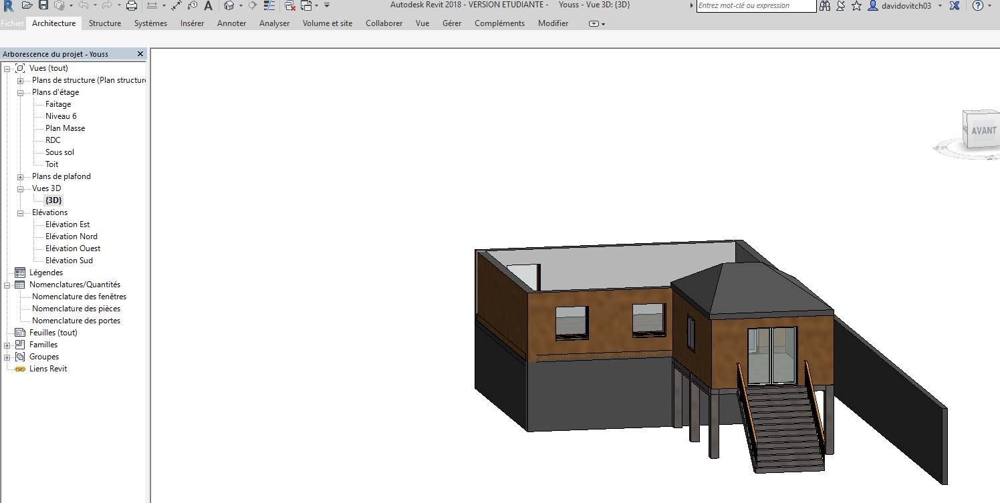 Autodesk Revit 2018 - VERSION ETUDIANTE - Youss - Vue 3D: {3D}
Entrez mot-clé ou expression
davidovitch03
Fichier Architecture Structure Systèmes Insérer Annoter Analyser Volume et site Collaborer Vue Gérer Compléments Modifier
Arborescence du projet - Youss
Vues (tout)
Plans de structure (Plan structure
Plans d'étage
Faitage
Niveau 6
Plan Masse
RDC
Sous sol
Toit
Plans de plafond
Vues 3D
{3D}
Elévations
Elévation Est
Elévation Nord
Elévation Ouest
Elévation Sud
Légendes
Nomenclatures/Quantités
Nomenclature des fenêtres
Nomenclature des pièces
Nomenclature des portes
Feuilles (tout)
Familles
Groupes
Liens Revit
AVANT